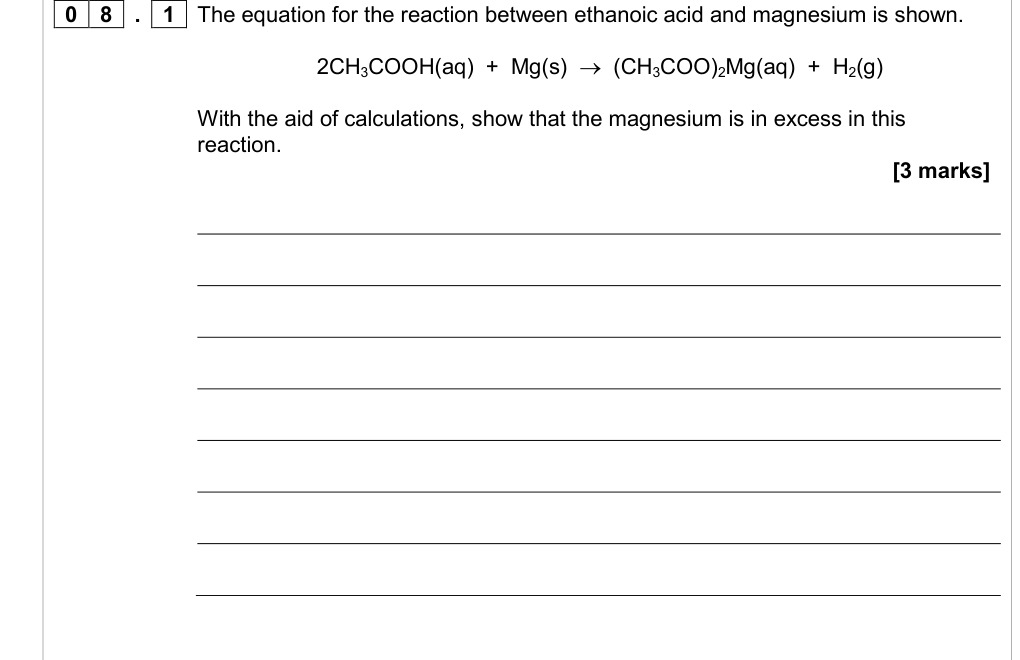 0 8 . 1 The equation for the reaction between ethanoic acid and magnesium is shown.
2CH₃COOH(aq) + Mg(s) → (CH₃COO)₂Mg(aq) + H₂(g)
With the aid of calculations, show that the magnesium is in excess in this
reaction.
[3 marks]